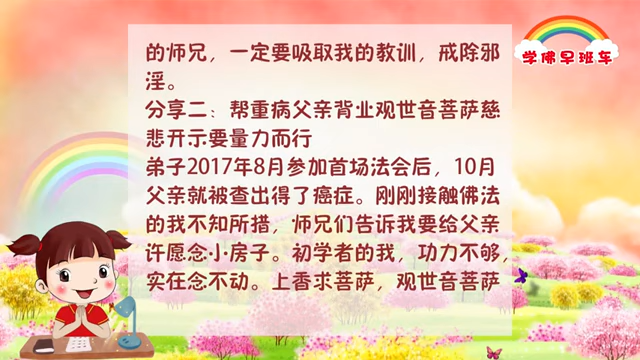 学佛早班车
的师兄，一定要吸取我的教训，戒除邪
淫。
分享二：帮重病父亲背业观世音菩萨慈
悲开示要量力而行
弟子2017年8月参加首场法会后，10月
父亲就被查出得了癌症。刚刚接触佛法
的我不知所措，师兄们告诉我要给父亲
许愿念小房子。初学者的我，功力不够，
实在念不动。上香求菩萨，观世音菩萨